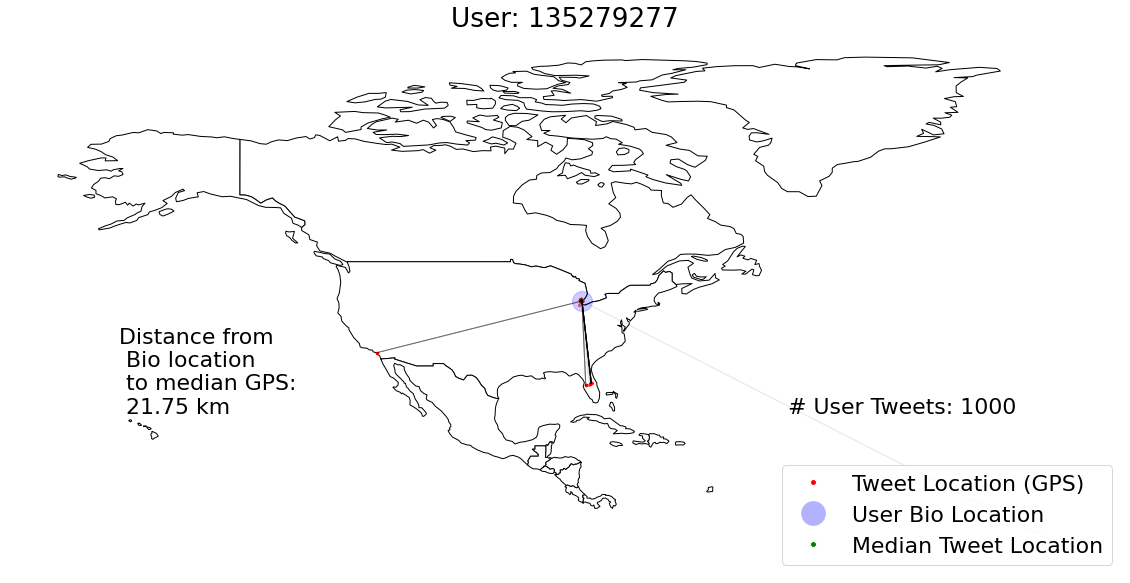 User: 135279277
Distance from
Bio location
to median GPS:
21.75 km
# User Tweets: 1000
Tweet Location (GPS)
User Bio Location
Median Tweet Location